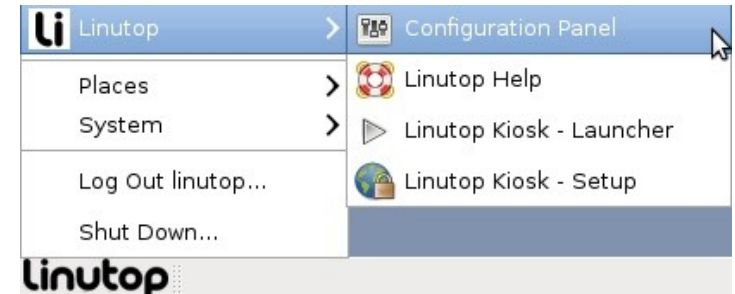 Li Linutop
Configuration Panel
Places
Linutop Help
System
Linutop Kiosk - Launcher
Log Out linutop...
Linutop Kiosk - Setup
Shut Down...
Linutop